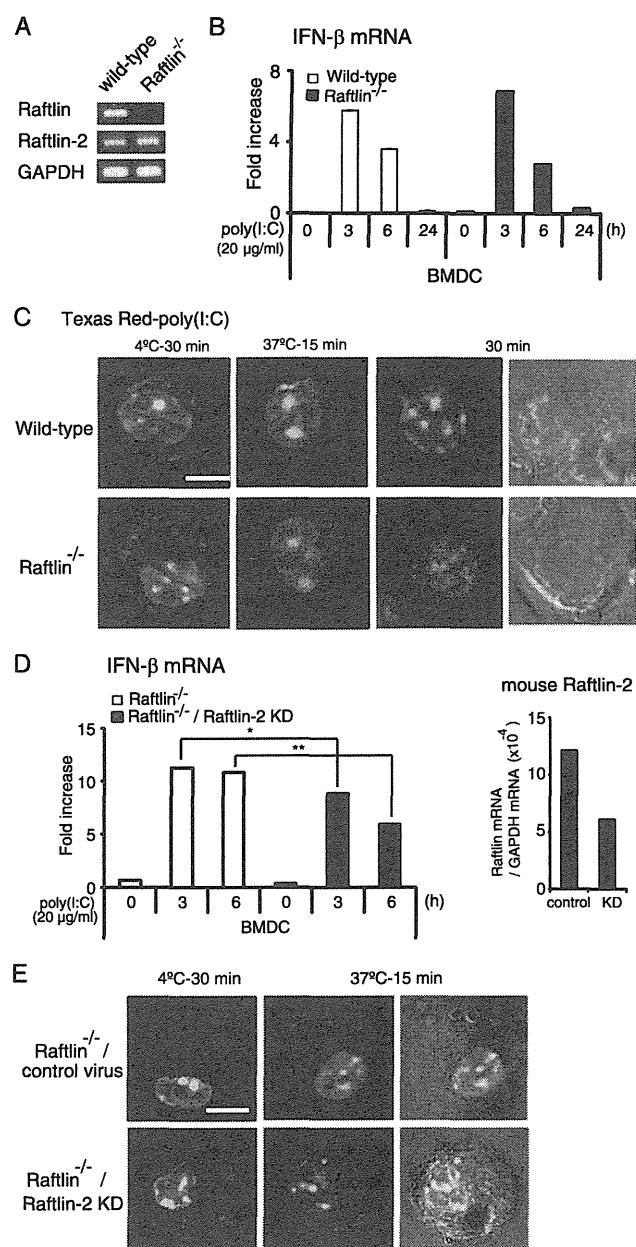 A
wild-type
Raftlin-/-
Raftlin
Raftlin-2
GAPDH
B
IFN-β mRNA
Wild-type
Raftlin-/-
Fold increase
8
4
0
poly(I:C)
(20 µg/ml)
0 3 6 24 0 3 6 24 (h)
BMDC
C Texas Red-poly(I:C)
4ºC-30 min 37ºC-15 min 30 min
Wild-type
Raftlin-/-
D
IFN-β mRNA
Raftlin-/-
Raftlin-/- / Raftlin-2 KD
Fold increase
15
10
5
0
*
**
poly(I:C)
(20 µg/ml)
0 3 6 0 3 6 (h)
BMDC
mouse Raftlin-2
Raftlin mRNA
/ GAPDH mRNA (x10-4)
15
10
5
0
control KD
E
4ºC-30 min 37ºC-15 min
Raftlin-/- /
control virus
Raftlin-/- /
Raftlin-2 KD